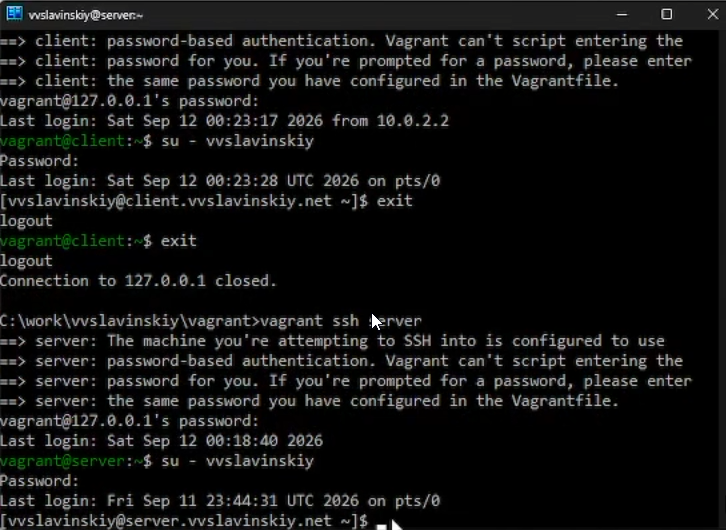 vvslavinskiy@server:~
==> client: password-based authentication. Vagrant can't script entering the
==> client: password for you. If you're prompted for a password, please enter
==> client: the same password you have configured in the Vagrantfile.
vagrant@127.0.0.1's password:
Last login: Sat Sep 12 00:23:17 2026 from 10.0.2.2
vagrant@client:~$ su - vvslavinskiy
Password:
Last login: Sat Sep 12 00:23:28 UTC 2026 on pts/0
[vvslavinskiy@client.vvslavinskiy.net ~]$ exit
logout
vagrant@client:~$ exit
logout
Connection to 127.0.0.1 closed.
C:\work\vvslavinskiy\vagrant>vagrant ssh server
==> server: The machine you're attempting to SSH into is configured to use
==> server: password-based authentication. Vagrant can't script entering the
==> server: password for you. If you're prompted for a password, please enter
==> server: the same password you have configured in the Vagrantfile.
vagrant@127.0.0.1's password:
Last login: Sat Sep 12 00:18:40 2026
vagrant@server:~$ su - vvslavinskiy
Password:
Last login: Fri Sep 11 23:44:31 UTC 2026 on pts/0
[vvslavinskiy@server.vvslavinskiy.net ~]$